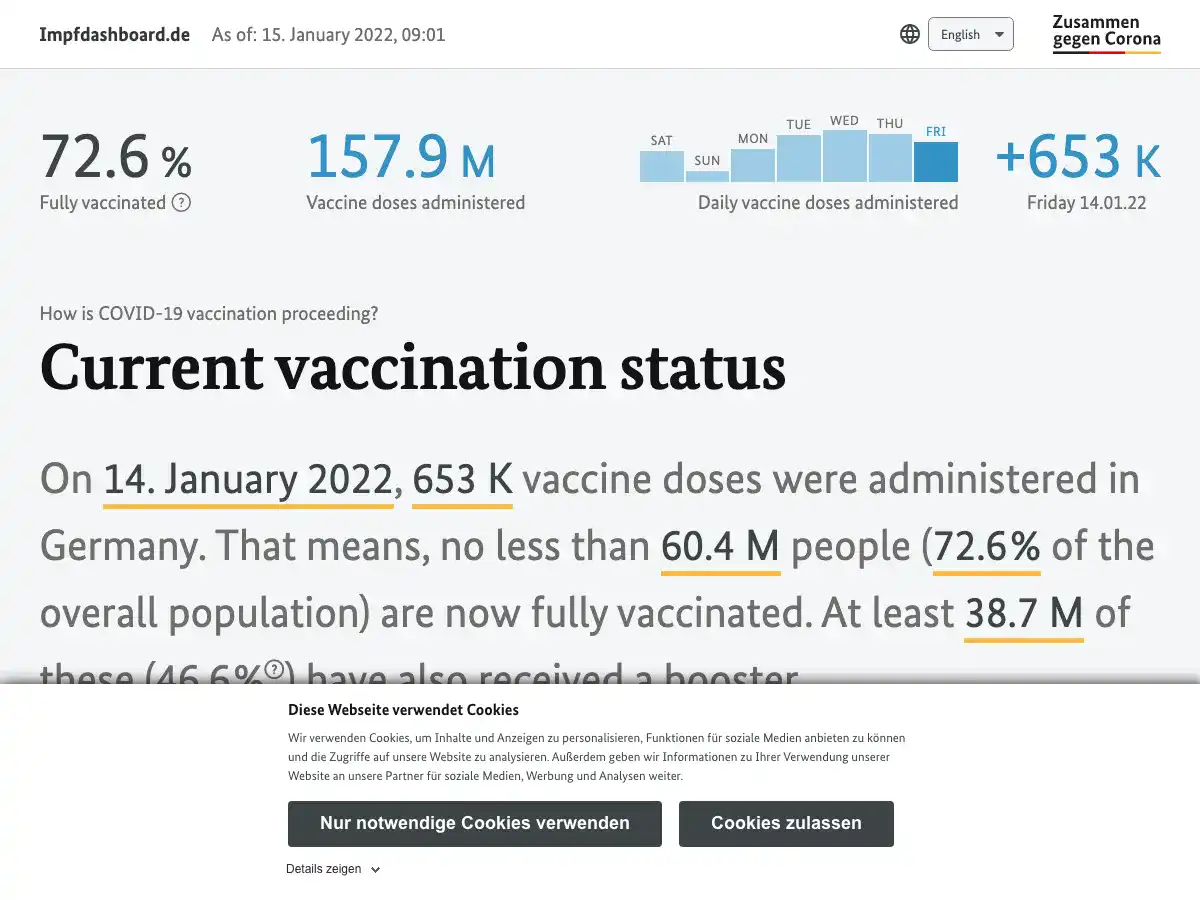 Impfdashboard.de As of: 15. January 2022, 09:01 English Zusammen
gegen Corona
72.6 % 157.9 M SAT SUN MON TUE WED THU FRI +653 K
Fully vaccinated ? Vaccine doses administered Daily vaccine doses administered Friday 14.01.22
How is COVID-19 vaccination proceeding?
Current vaccination status
On 14. January 2022, 653 K vaccine doses were administered in
Germany. That means, no less than 60.4 M people (72.6% of the
overall population) are now fully vaccinated. At least 38.7 M of
these (46.6%?) have also received a booster
Diese Webseite verwendet Cookies
Wir verwenden Cookies, um Inhalte und Anzeigen zu personalisieren, Funktionen für soziale Medien anbieten zu können
und die Zugriffe auf unsere Website zu analysieren. Außerdem geben wir Informationen zu Ihrer Verwendung unserer
Website an unsere Partner für soziale Medien, Werbung und Analysen weiter.
Nur notwendige Cookies verwenden Cookies zulassen
Details zeigen